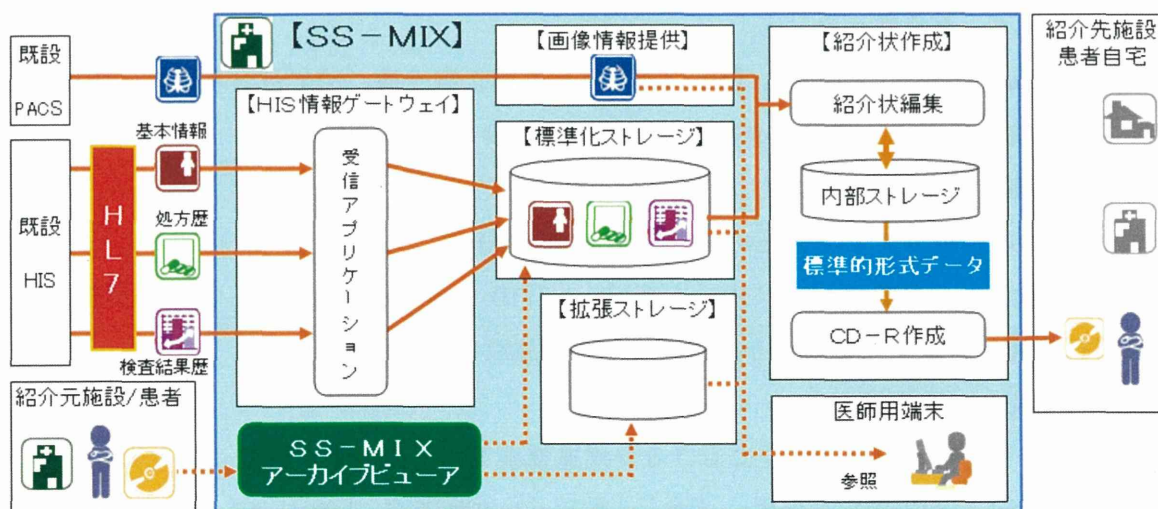 既設
PACS
既設
HIS
HL7
基本情報
処方歴
検査結果歴
紹介元施設/患者
【SS-MIX】
【HIS情報ゲートウェイ】
受信アプリケーション
SS-MIX
アーカイブビューア
【画像情報提供】
【標準化ストレージ】
【拡張ストレージ】
【紹介状作成】
紹介状編集
内部ストレージ
標準的形式データ
CD-R作成
医師用端末
参照
紹介先施設
患者自宅